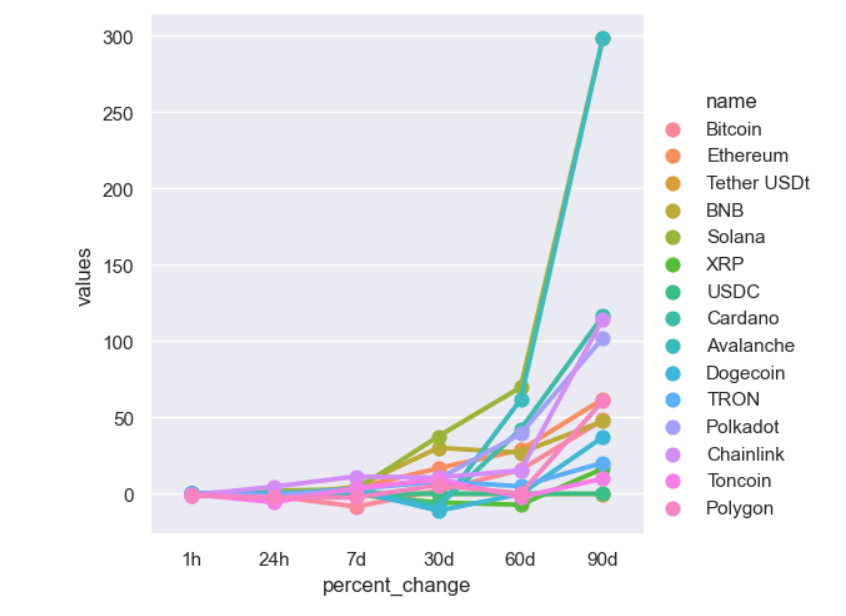 300
250
200
150
100
50
0
values
1h 24h 7d 30d 60d 90d
percent_change
name
Bitcoin
Ethereum
Tether USDt
BNB
Solana
XRP
USDC
Cardano
Avalanche
Dogecoin
TRON
Polkadot
Chainlink
Toncoin
Polygon